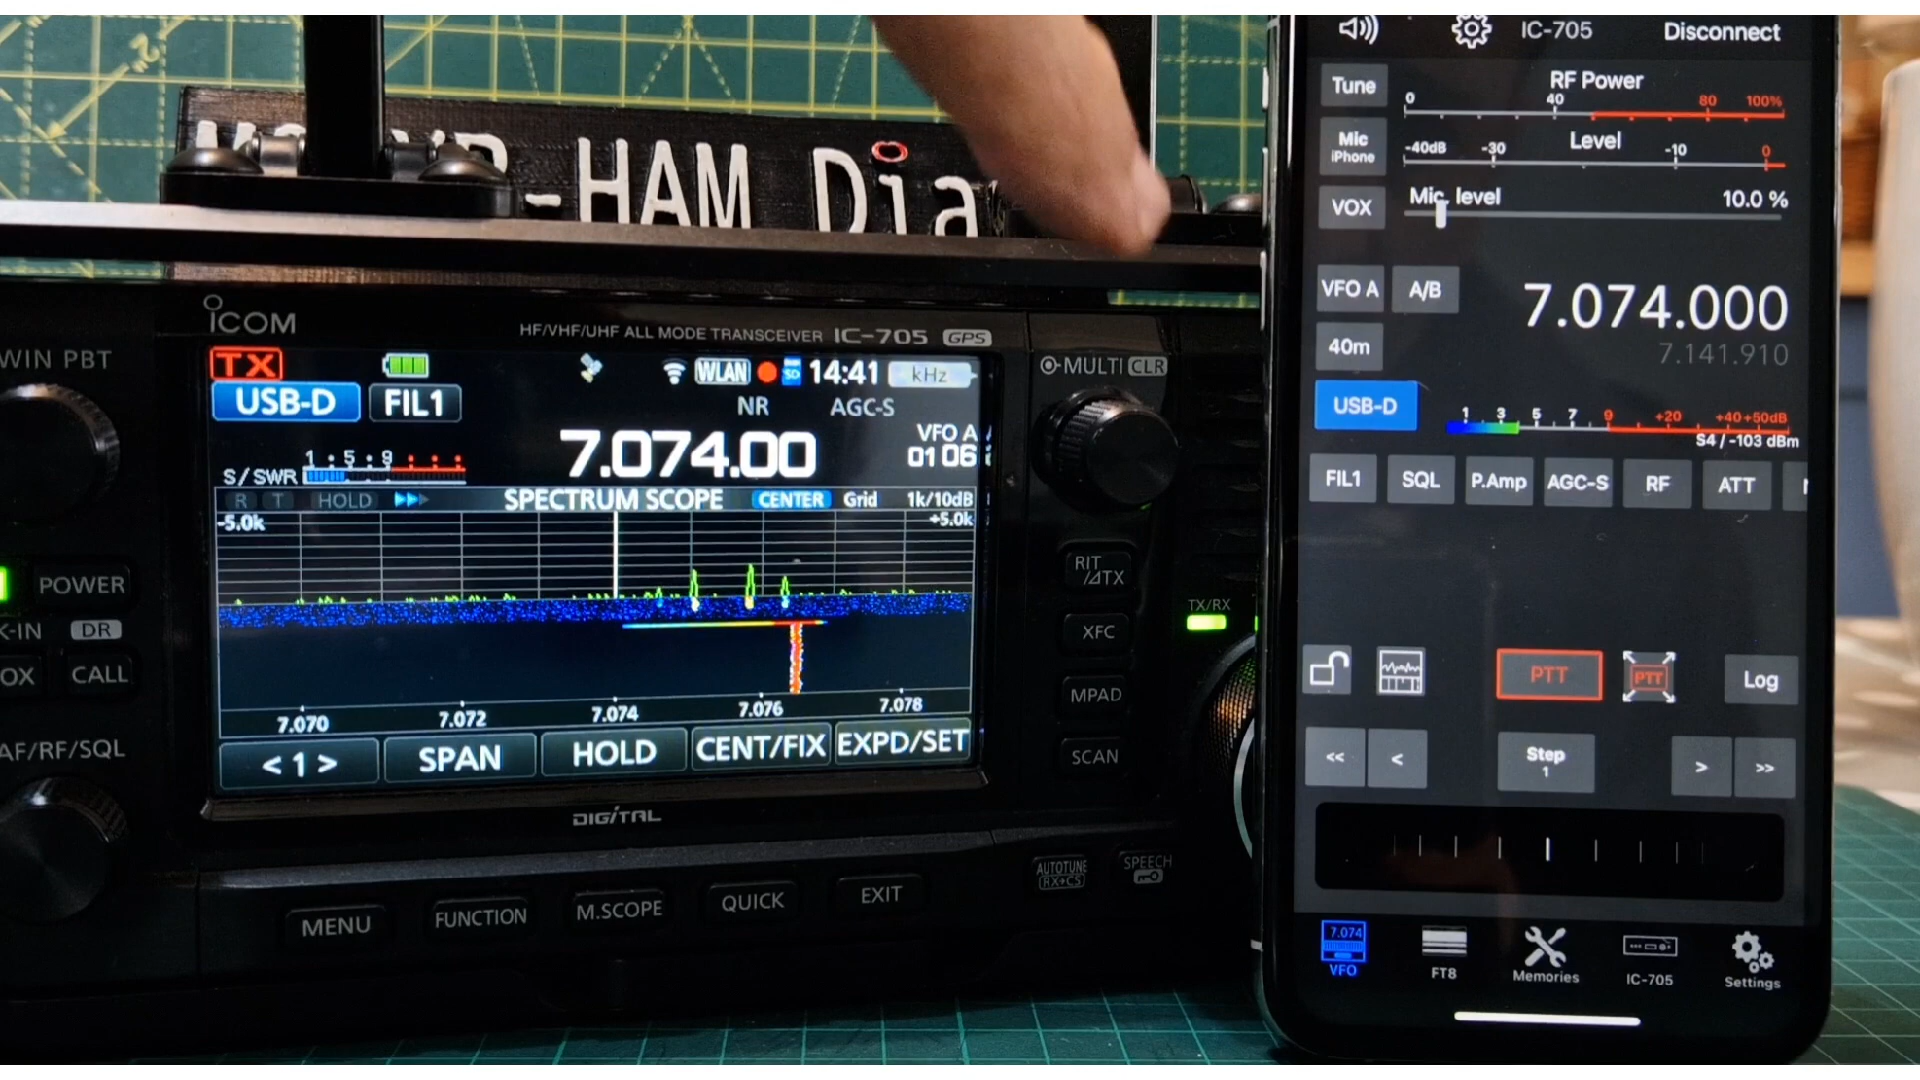 -HAM Dia
ICOM
HF/VHF/UHF ALL MODE TRANSCEIVER IC-705 GPS
WIN PBT
TX
WLAN
SD
14:41
kHz
USB-D
FIL1
NR
AGC-S
7.074.00
VFO A
01 06
S/SWR
1 : 5 : 9
R T HOLD
SPECTRUM SCOPE
CENTER
Grid
1k/10dB
-5.0k
+5.0k
7.070
7.072
7.074
7.076
7.078
< 1 >
SPAN
HOLD
CENT/FIX
EXPD/SET
DIGITAL
POWER
K-IN
DR
OX
CALL
AF/RF/SQL
MENU
FUNCTION
M.SCOPE
QUICK
EXIT
MULTI CLR
RIT
/⊿TX
XFC
MPAD
SCAN
TX/RX
AUTOTUNE
RX→CS
SPEECH
IC-705
Disconnect
Tune
RF Power
0 40 80 100%
Mic
iPhone
Level
-40dB -30 -10 0
VOX
Mic. level
10.0 %
VFO A
A/B
7.074.000
7.141.910
40m
USB-D
1 3 5 7 9 +20 +40 +50dB
S4 / -103 dBm
FIL1
SQL
P.Amp
AGC-S
RF
ATT
PTT
PTT
Log
<<
<
Step
1
>
>>
7.074
VFO
FT8
Memories
IC-705
Settings